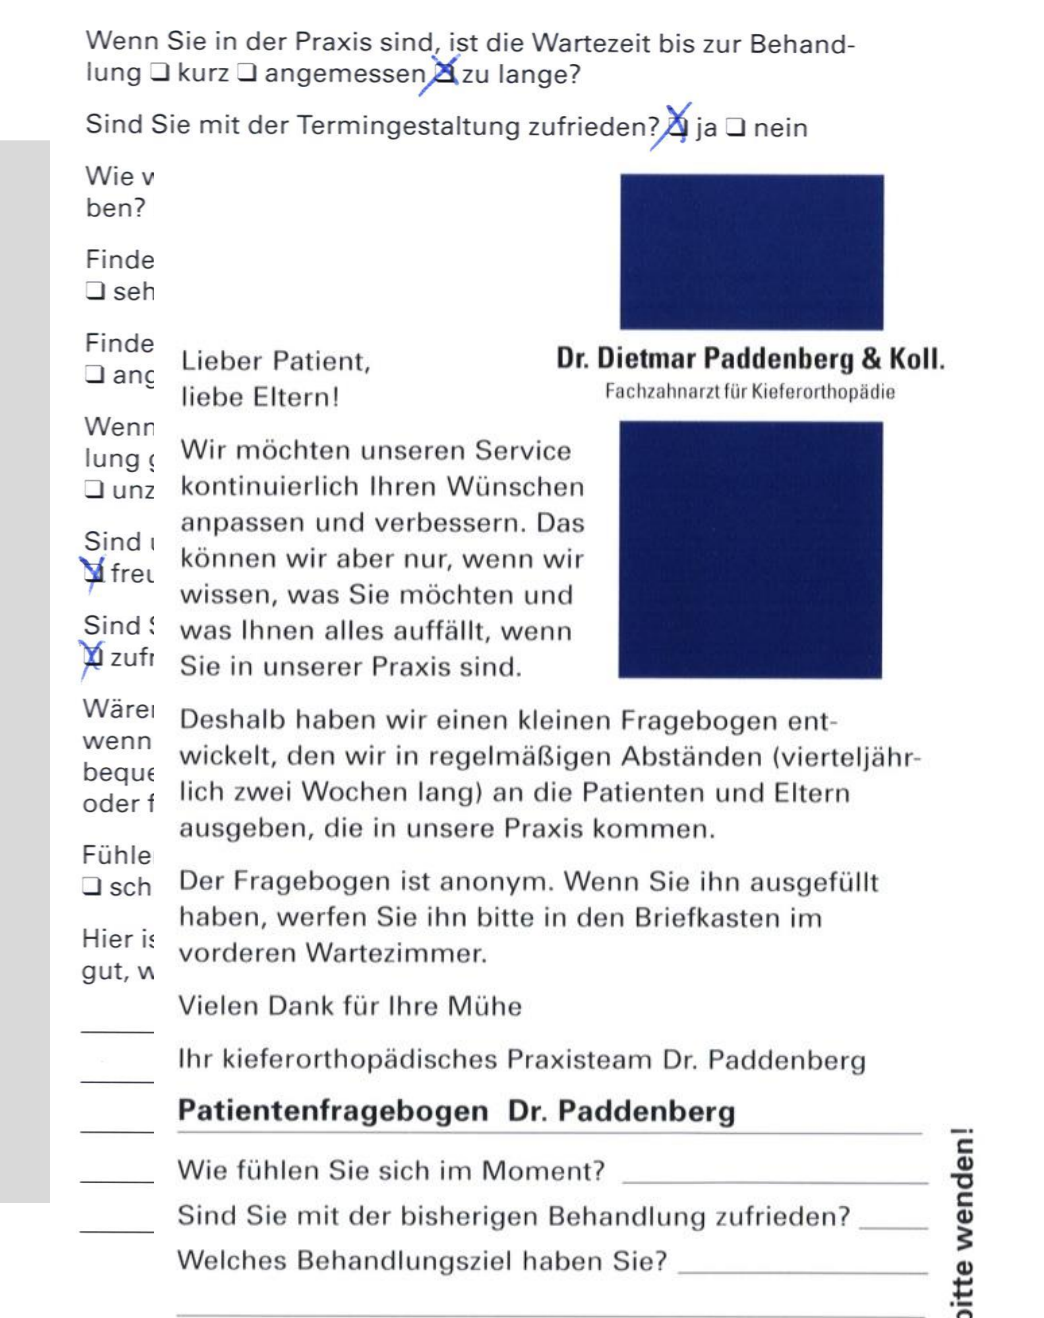 Wenn Sie in der Praxis sind, ist die Wartezeit bis zur Behand-
lung ❑ kurz ❑ angemessen ☒ zu lange?
Sind Sie mit der Termingestaltung zufrieden? ☒ ja ❑ nein
Wie
ben?
Finde
❑ seh
Finde
❑ ang
Wenn
lung
❑ unz
Sind
☒ freu
Sind
☒ zufr
Wären
wenn
beque
oder f
Fühle
❑ sch
Hier is
gut, w
Dr. Dietmar Paddenberg & Koll.
Fachzahnarzt für Kieferorthopädie
Lieber Patient,
liebe Eltern!
Wir möchten unseren Service
kontinuierlich Ihren Wünschen
anpassen und verbessern. Das
können wir aber nur, wenn wir
wissen, was Sie möchten und
was Ihnen alles auffällt, wenn
Sie in unserer Praxis sind.
Deshalb haben wir einen kleinen Fragebogen ent-
wickelt, den wir in regelmäßigen Abständen (vierteljähr-
lich zwei Wochen lang) an die Patienten und Eltern
ausgeben, die in unsere Praxis kommen.
Der Fragebogen ist anonym. Wenn Sie ihn ausgefüllt
haben, werfen Sie ihn bitte in den Briefkasten im
vorderen Wartezimmer.
Vielen Dank für Ihre Mühe
Ihr kieferorthopädisches Praxisteam Dr. Paddenberg
Patientenfragebogen Dr. Paddenberg
Wie fühlen Sie sich im Moment?
Sind Sie mit der bisherigen Behandlung zufrieden?
Welches Behandlungsziel haben Sie?
bitte wenden!